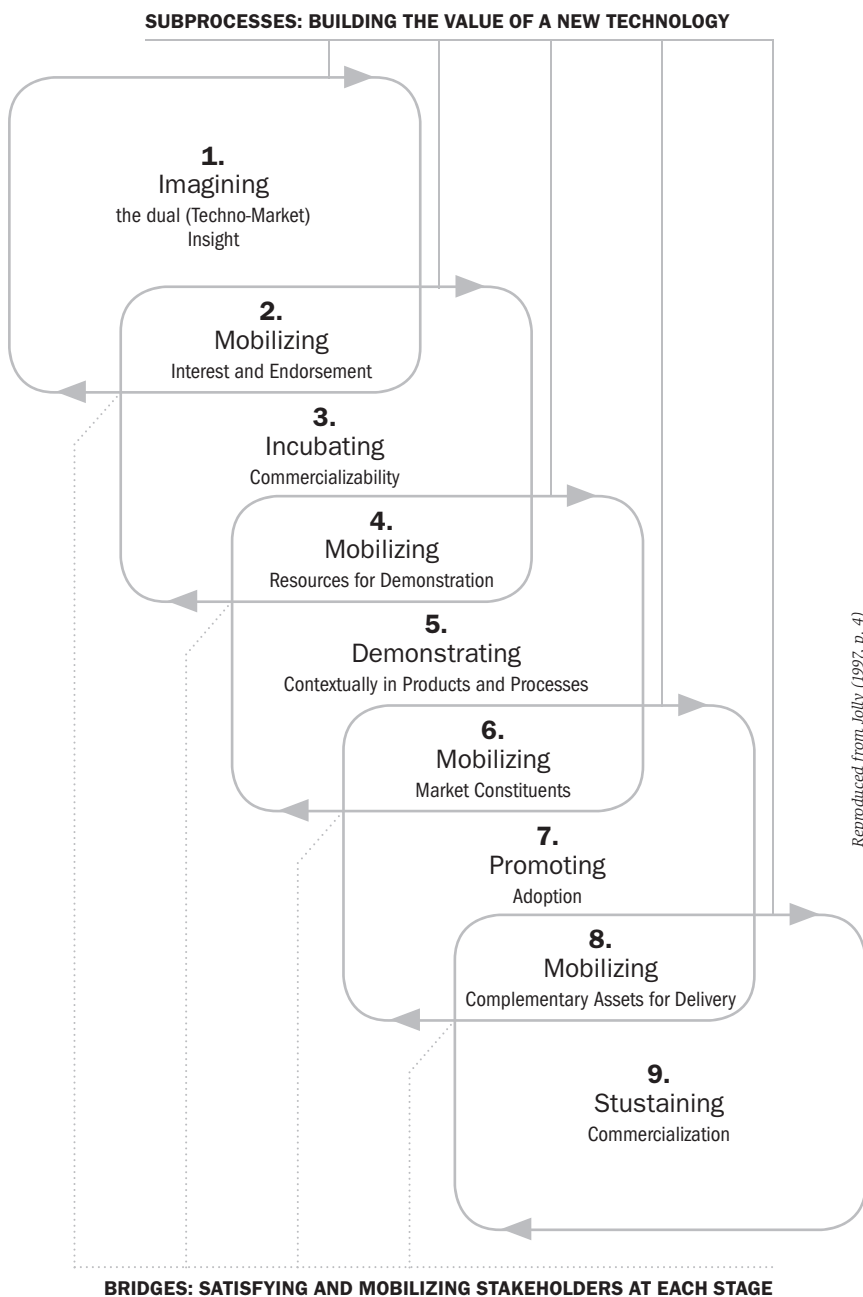 SUBPROCESSES: BUILDING THE VALUE OF A NEW TECHNOLOGY
1.
Imagining
the dual (Techno-Market)
Insight
2.
Mobilizing
Interest and Endorsement
3.
Incubating
Commercializability
4.
Mobilizing
Resources for Demonstration
5.
Demonstrating
Contextually in Products and Processes
6.
Mobilizing
Market Constituents
7.
Promoting
Adoption
8.
Mobilizing
Complementary Assets for Delivery
9.
Stustaining
Commercialization
Reproduced from Jolly (1997, p. 4)
BRIDGES: SATISFYING AND MOBILIZING STAKEHOLDERS AT EACH STAGE